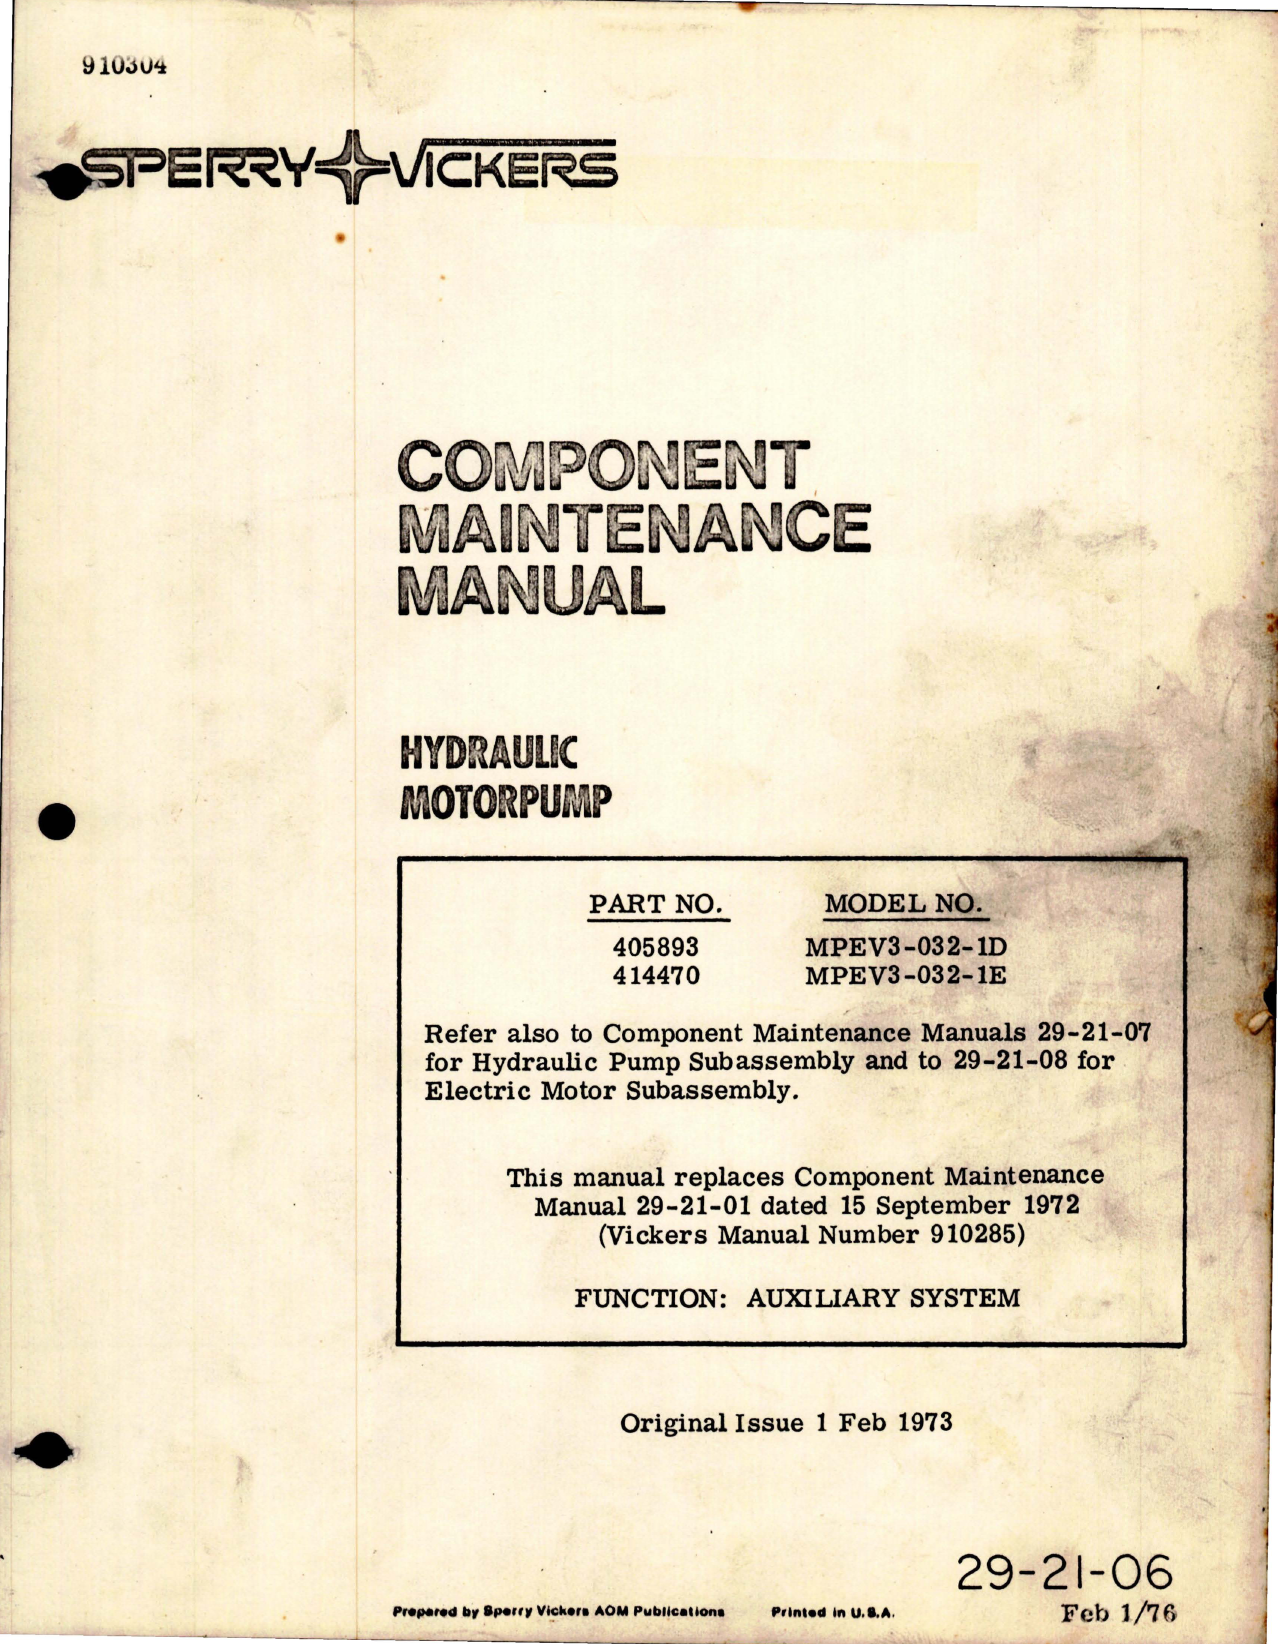 910304
SPERRY VICKERS
COMPONENT
MAINTENANCE
MANUAL
HYDRAULIC
MOTORPUMP
PART NO. MODEL NO.
405893 MPEV3-032-1D
414470 MPEV3-032-1E
Refer also to Component Maintenance Manuals 29-21-07
for Hydraulic Pump Subassembly and to 29-21-08 for
Electric Motor Subassembly.
This manual replaces Component Maintenance
Manual 29-21-01 dated 15 September 1972
(Vickers Manual Number 910285)
FUNCTION: AUXILIARY SYSTEM
Original Issue 1 Feb 1973
29-21-06
Prepared by Sperry Vickers AOM Publications Printed in U.S.A. Feb 1/76